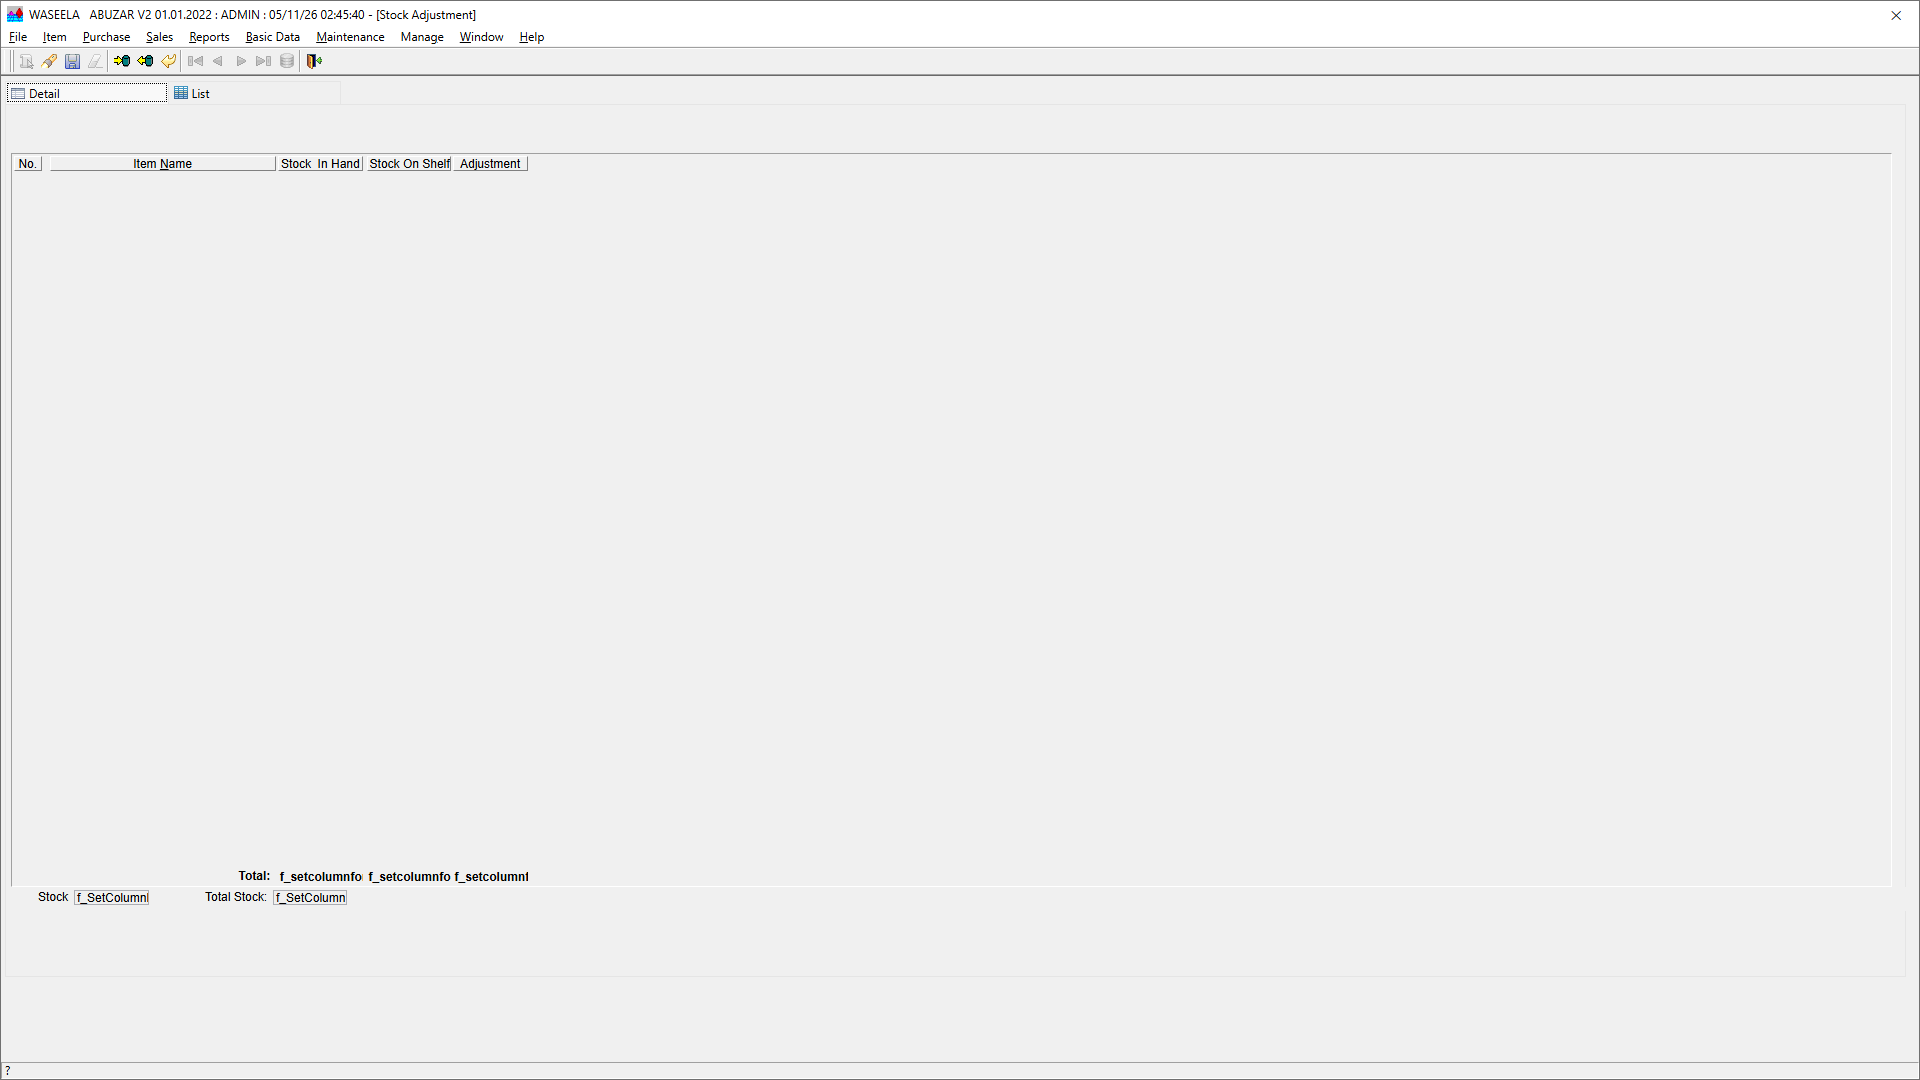 WASEELA   ABUZAR V2 01.01.2022 : ADMIN : 05/11/26 02:45:40 - [Stock Adjustment]
File Item Purchase Sales Reports Basic Data Maintenance Manage Window Help
Detail List
No. Item Name Stock  In Hand Stock On Shelf Adjustment
Total: f_setcolumnfo f_setcolumnfo f_setcolumnf
Stock f_SetColumn Total Stock: f_SetColumn
?